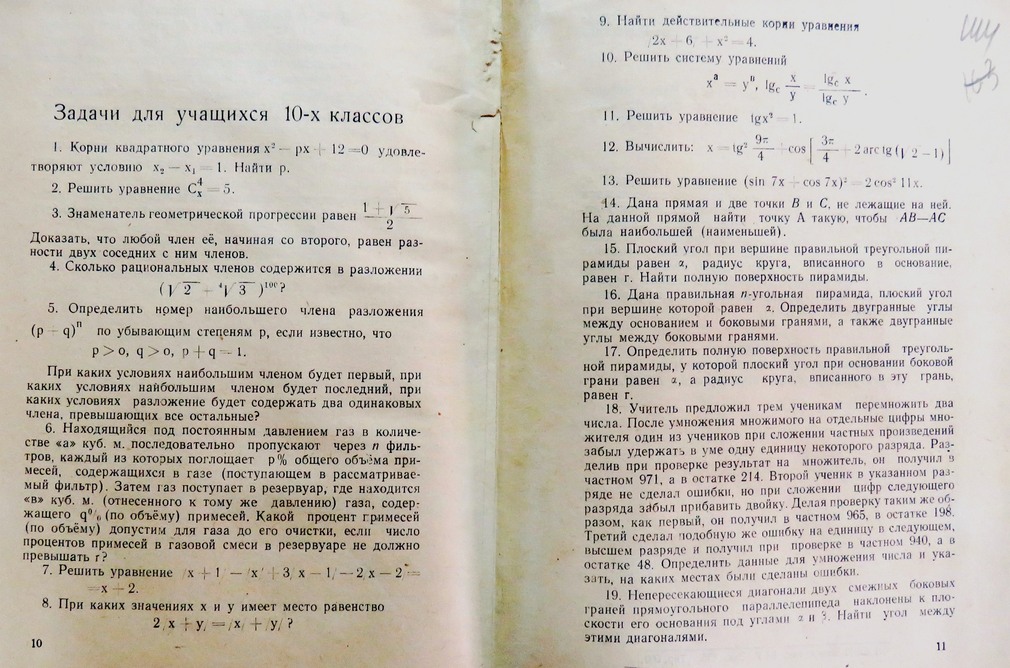 Задачи для учащихся 10-х классов
1. Корни квадратного уравнения x² — px + 12 = 0 удовле-
творяют условию x₂ — x₁ = 1. Найти p.
2. Решить уравнение C⁴ₓ = 5.
3. Знаменатель геометрической прогрессии равен (1 + √5)/2
Доказать, что любой член её, начиная со второго, равен раз-
ности двух соседних с ним членов.
4. Сколько рациональных членов содержится в разложении
(√2 + ⁴√3)¹⁰⁰?
5. Определить номер наибольшего члена разложения
(p + q)ⁿ по убывающим степеням p, если известно, что
p > o, q > o, p + q = 1.
При каких условиях наибольшим членом будет первый, при
каких условиях наибольшим членом будет последний, при
каких условиях разложение будет содержать два одинаковых
члена, превышающих все остальные?
6. Находящийся под постоянным давлением газ в количе-
стве «а» куб. м. последовательно пропускают через n филь-
тров, каждый из которых поглощает p% общего объёма при-
месей, содержащихся в газе (поступающем в рассматривае-
мый фильтр). Затем газ поступает в резервуар, где находится
«в» куб. м. (отнесенного к тому же давлению) газа, содер-
жащего q% (по объёму) примесей. Какой процент примесей
(по объёму) допустим для газа до его очистки, если число
процентов примесей в газовой смеси в резервуаре не должно
превышать r?
7. Решить уравнение /x + 1/ — /x/ + 3/x — 1/ — 2/x — 2/ =
= x + 2.
8. При каких значениях x и y имеет место равенство
2/x + y/ = /x/ + /y/?
10
9. Найти действительные корни уравнения
/2x + 6/ + x² = 4.
10. Решить систему уравнений
xᵃ = yⁿ, lg_c x/y = lg_c x / lg_c y.
11. Решить уравнение lgx² = 1.
12. Вычислить: x = tg² 9π/4 + cos[3π/4 + 2 arc tg (√2 — 1)]
13. Решить уравнение (sin 7x + cos 7x)² = 2 cos² 11x.
14. Дана прямая и две точки B и C, не лежащие на ней.
На данной прямой найти точку A такую, чтобы AB—AC
была наибольшей (наименьшей).
15. Плоский угол при вершине правильной треугольной пи-
рамиды равен α, радиус круга, вписанного в основание,
равен r. Найти полную поверхность пирамиды.
16. Дана правильная n-угольная пирамида, плоский угол
при вершине которой равен α. Определить двугранные углы
между основанием и боковыми гранями, а также двугранные
углы между боковыми гранями.
17. Определить полную поверхность правильной треуголь-
ной пирамиды, у которой плоский угол при основании боковой
грани равен α, а радиус круга, вписанного в эту грань,
равен r.
18. Учитель предложил трем ученикам перемножить два
числа. После умножения множимого на отдельные цифры мно-
жителя один из учеников при сложении частных произведений
забыл удержать в уме одну единицу некоторого разряда. Раз-
делив при проверке результат на множитель, он получил в
частном 971, а в остатке 214. Второй ученик в указанном раз-
ряде не сделал ошибки, но при сложении цифр следующего
разряда забыл прибавить двойку. Делая проверку таким же об-
разом, как первый, он получил в частном 965, в остатке 198.
Третий сделал подобную же ошибку на единицу в следующем,
высшем разряде и получил при проверке в частном 940, а в
остатке 48. Определить данные для умножения числа и ука-
зать, на каких местах были сделаны ошибки.
19. Непересекающиеся диагонали двух смежных боковых
граней прямоугольного параллелепипеда наклонены к пло-
скости его основания под углами α и β. Найти угол между
этими диагоналями.
11